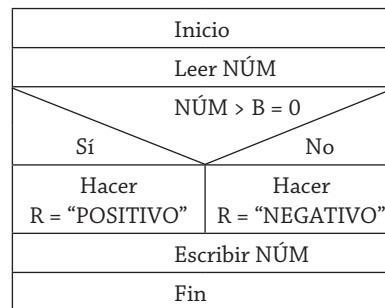 Inicio
Leer NÚM
NÚM > B = 0
Sí No
Hacer Hacer
R = “POSITIVO” R = “NEGATIVO”
Escribir NÚM
Fin